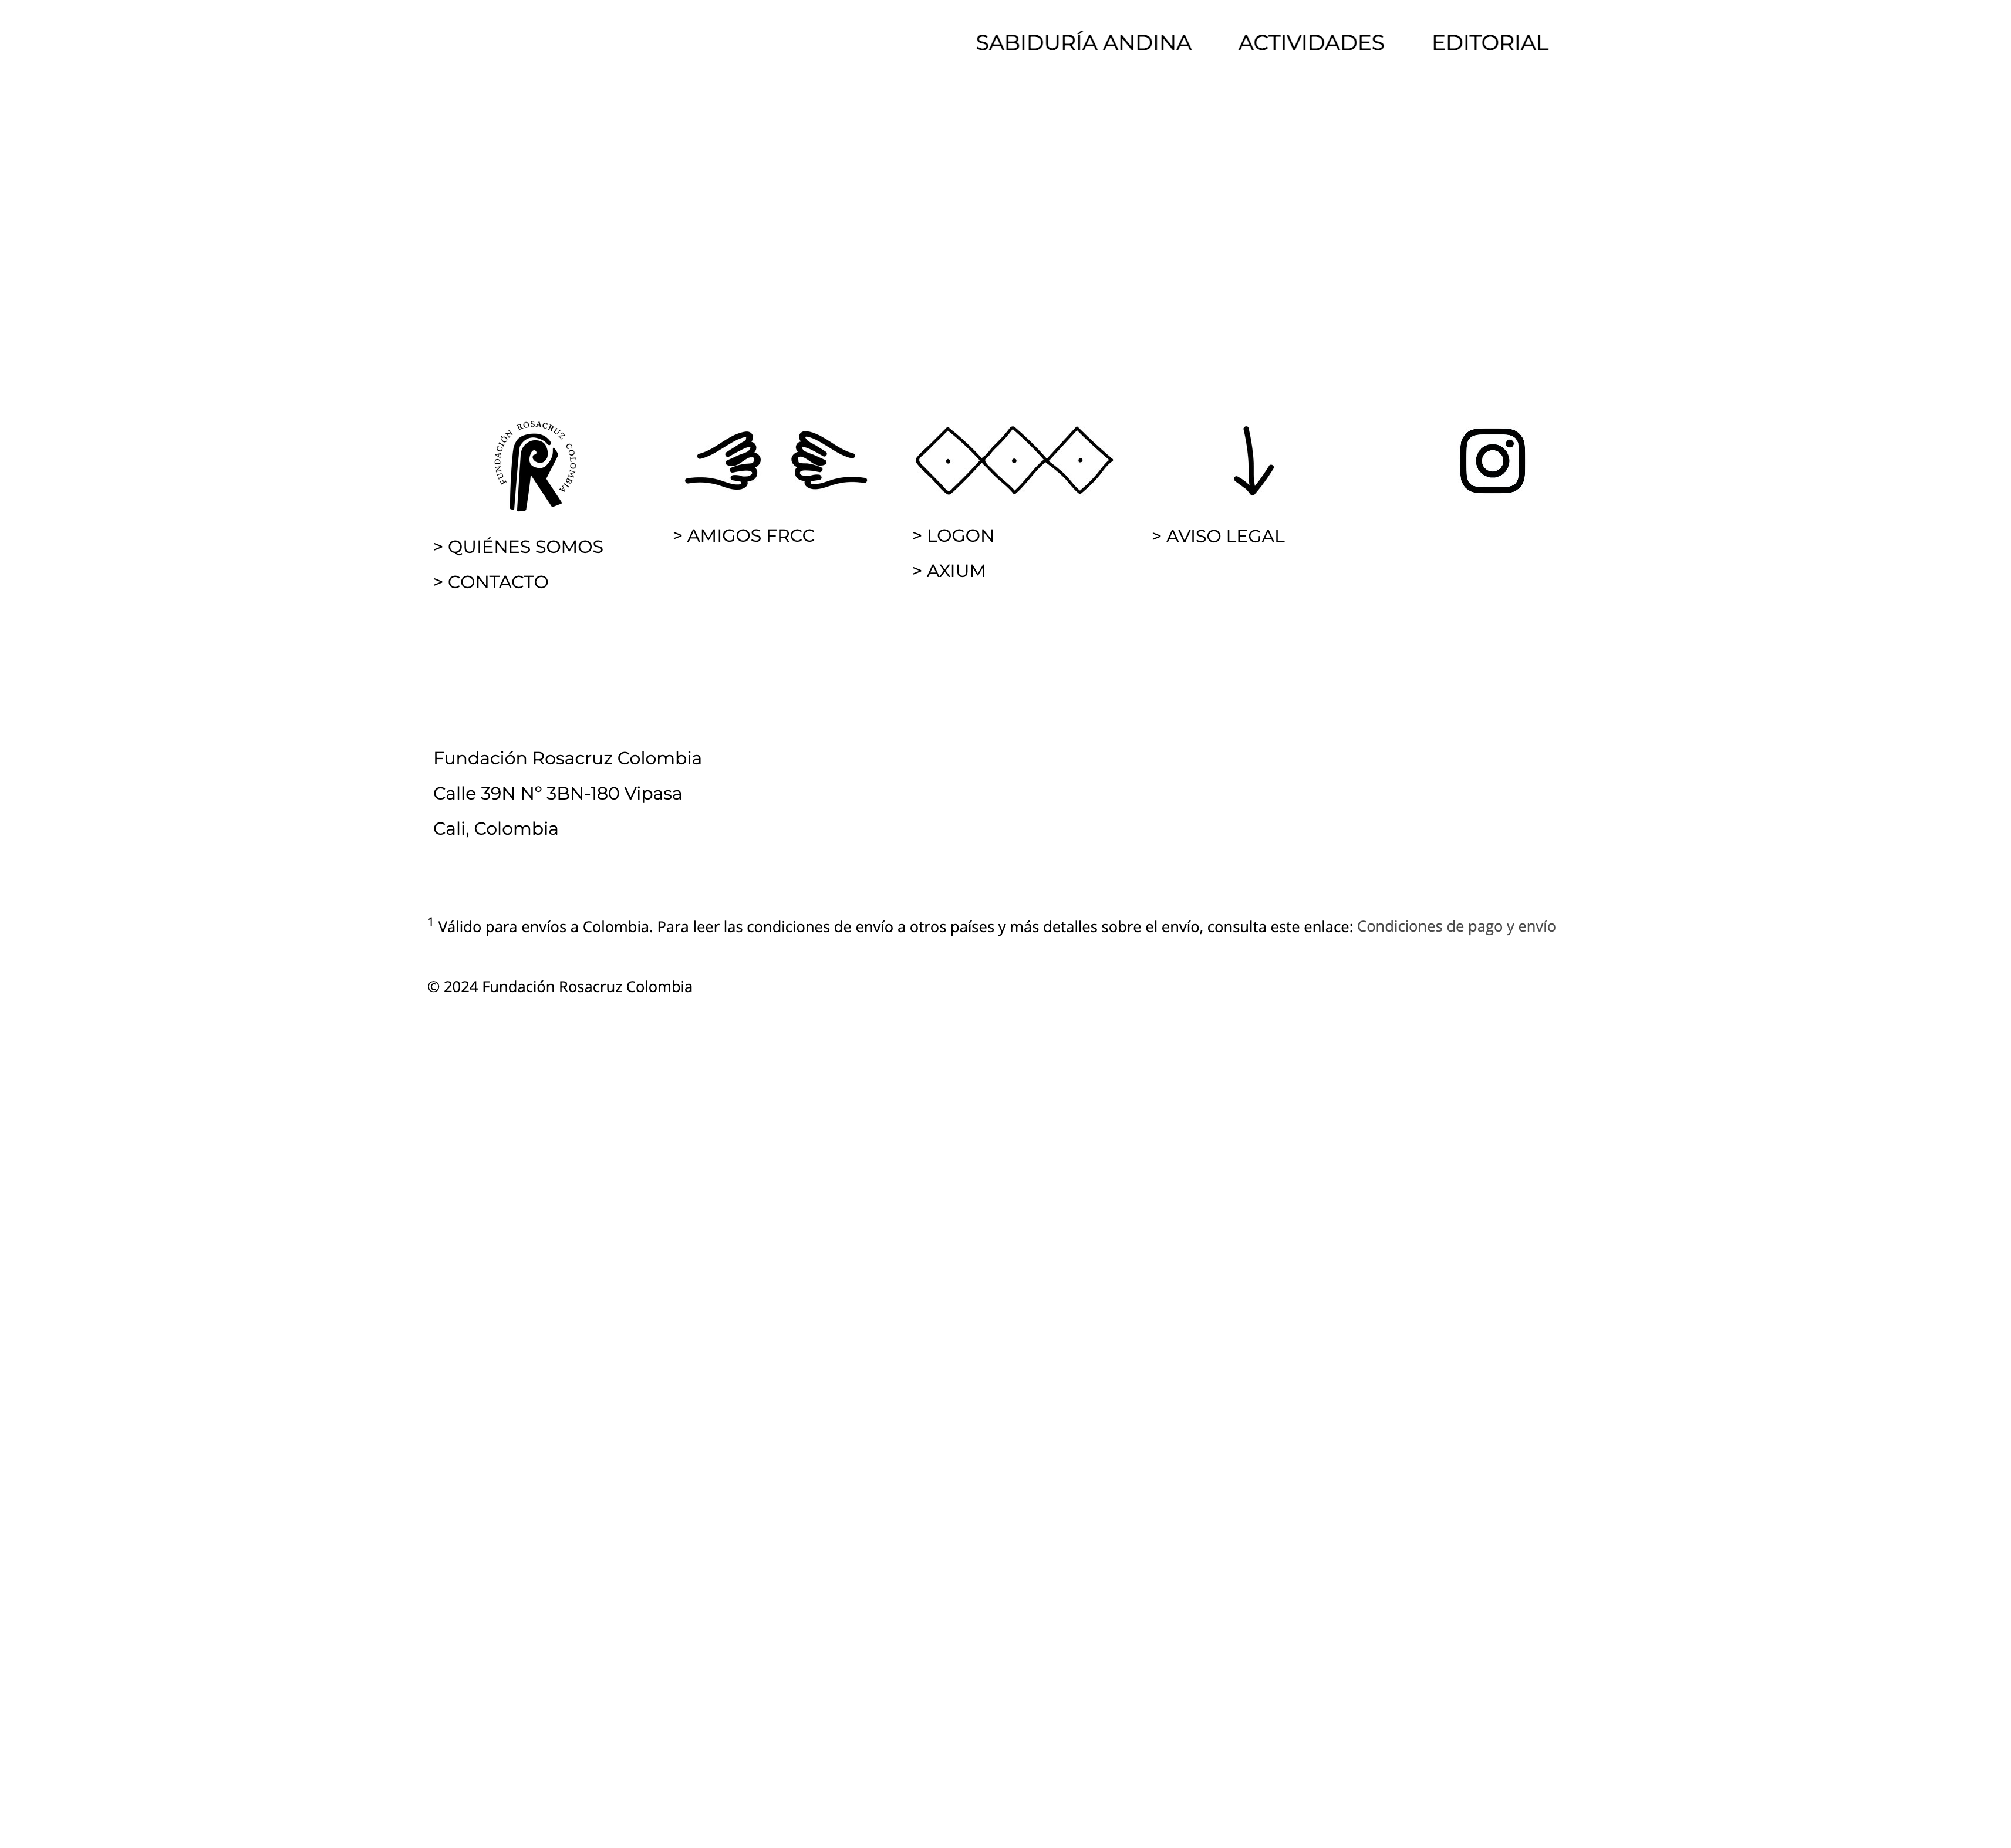 SABIDURÍA ANDINA ACTIVIDADES EDITORIAL
FUNDACIÓN ROSACRUZ COLOMBIA
> QUIÉNES SOMOS
> CONTACTO
> AMIGOS FRCC
> LOGON
> AXIUM
> AVISO LEGAL
Fundación Rosacruz Colombia
Calle 39N Nº 3BN-180 Vipasa
Cali, Colombia
1 Válido para envíos a Colombia. Para leer las condiciones de envío a otros países y más detalles sobre el envío, consulta este enlace: Condiciones de pago y envío
© 2024 Fundación Rosacruz Colombia